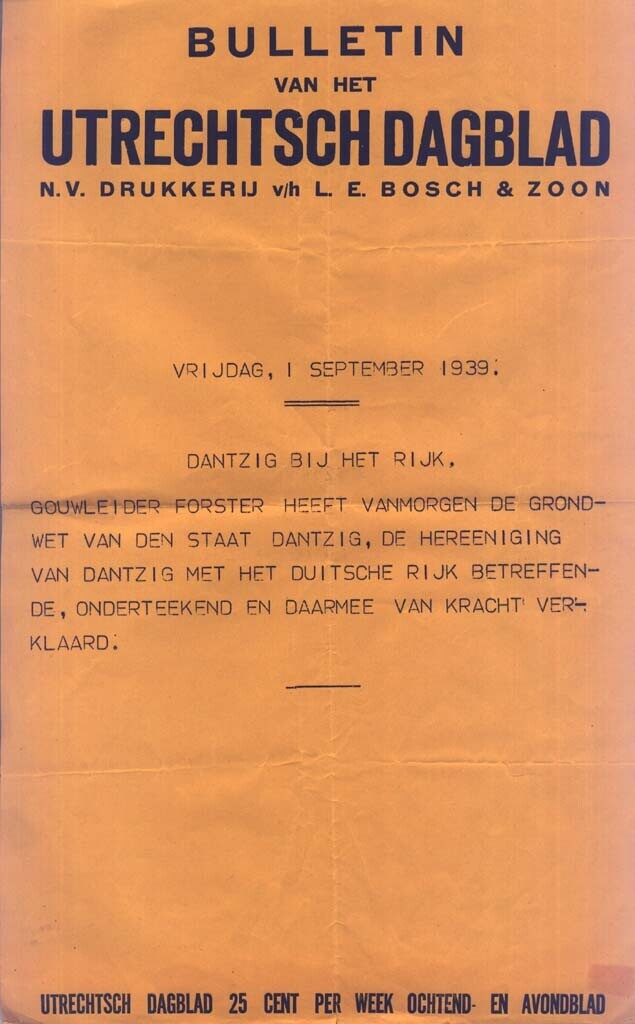 BULLETIN
VAN HET
UTRECHTSCH DAGBLAD
N.V. DRUKKERIJ v/h L. E. BOSCH & ZOON
VRIJDAG, 1 SEPTEMBER 1939.
DANTZIG BIJ HET RIJK.
GOUWLEIDER FORSTER HEEFT VANMORGEN DE GROND-
WET VAN DEN STAAT DANTZIG, DE HEREENIGING
VAN DANTZIG MET HET DUITSCHE RIJK BETREFFEN-
DE, ONDERTEEKEND EN DAARMEE VAN KRACHT VER-
KLAARD.
UTRECHTSCH DAGBLAD 25 CENT PER WEEK OCHTEND- EN AVONDBLAD